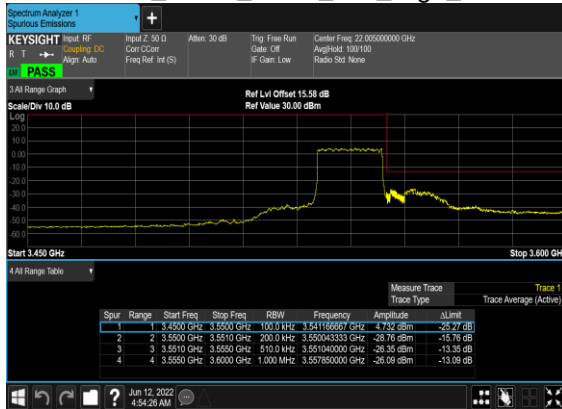 Spectrum Analyzer 1
Spurious Emissions
KEYSIGHT Input: RF Input Z: 50 Ω Atten: 30 dB Trig: Free Run Center Freq: 22.005000000 GHz
R T Coupling: DC Corr CCorr Gate: Off Avg|Hold: 100/100
Align: Auto Freq Ref: Int (S) IF Gain: Low Radio Std: None
PASS
3 All Range Graph
Ref Lvl Offset 15.58 dB
Scale/Div 10.0 dB Ref Value 30.00 dBm
Log
20.0
10.0
0.00
-10.0
-20.0
-30.0
-40.0
-50.0
-60.0
Start 3.450 GHz Stop 3.600 GH
4 All Range Table
Measure Trace Trace 1
Trace Type Trace Average (Active)
Spur Range Start Freq Stop Freq RBW Frequency Amplitude ΔLimit
1 1 3.4500 GHz 3.5500 GHz 100.0 kHz 3.541166667 GHz 4.732 dBm -25.27 dB
2 2 3.5500 GHz 3.5510 GHz 200.0 kHz 3.550043333 GHz -28.76 dBm -15.76 dB
3 3 3.5510 GHz 3.5550 GHz 510.0 kHz 3.551040000 GHz -26.35 dBm -13.35 dB
4 4 3.5550 GHz 3.6000 GHz 1.000 MHz 3.557850000 GHz -26.09 dBm -13.09 dB
? Jun 12, 2022
4:54:26 AM